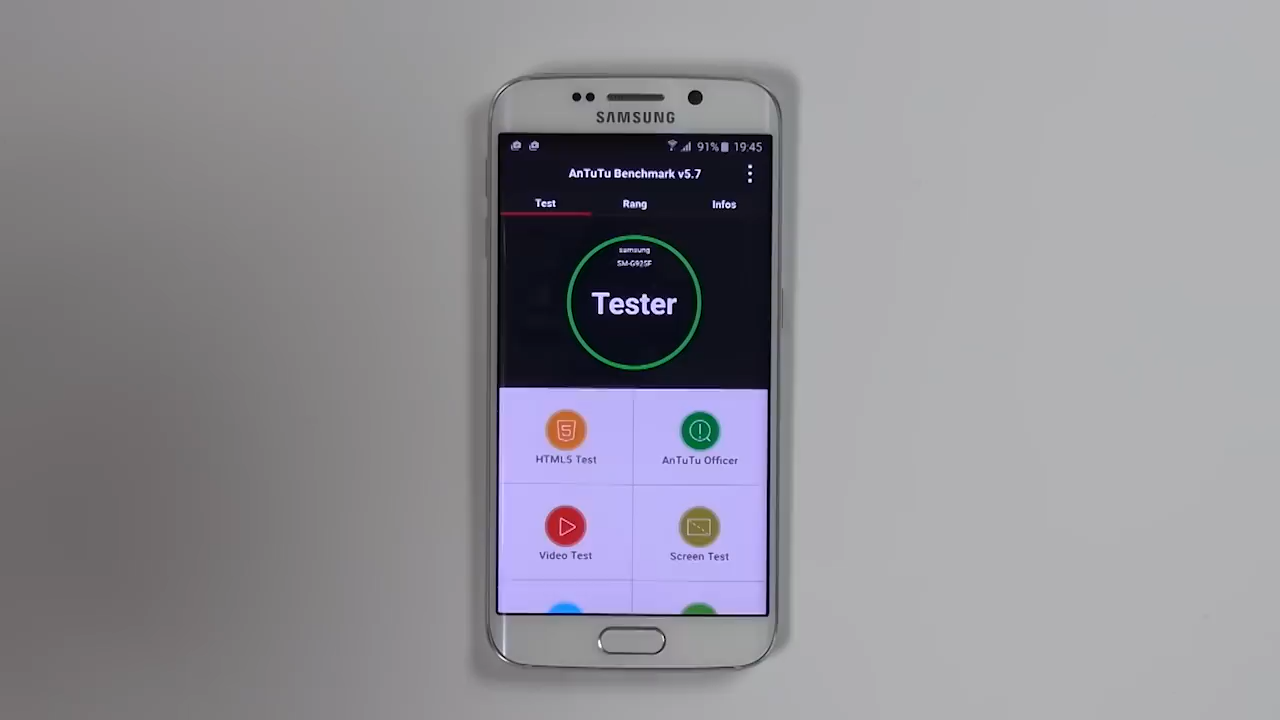 SAMSUNG
91% 19:45
AnTuTu Benchmark v5.7
Test Rang Infos
samsung
SM-G925F
Tester
HTML5 Test AnTuTu Officer
Video Test Screen Test